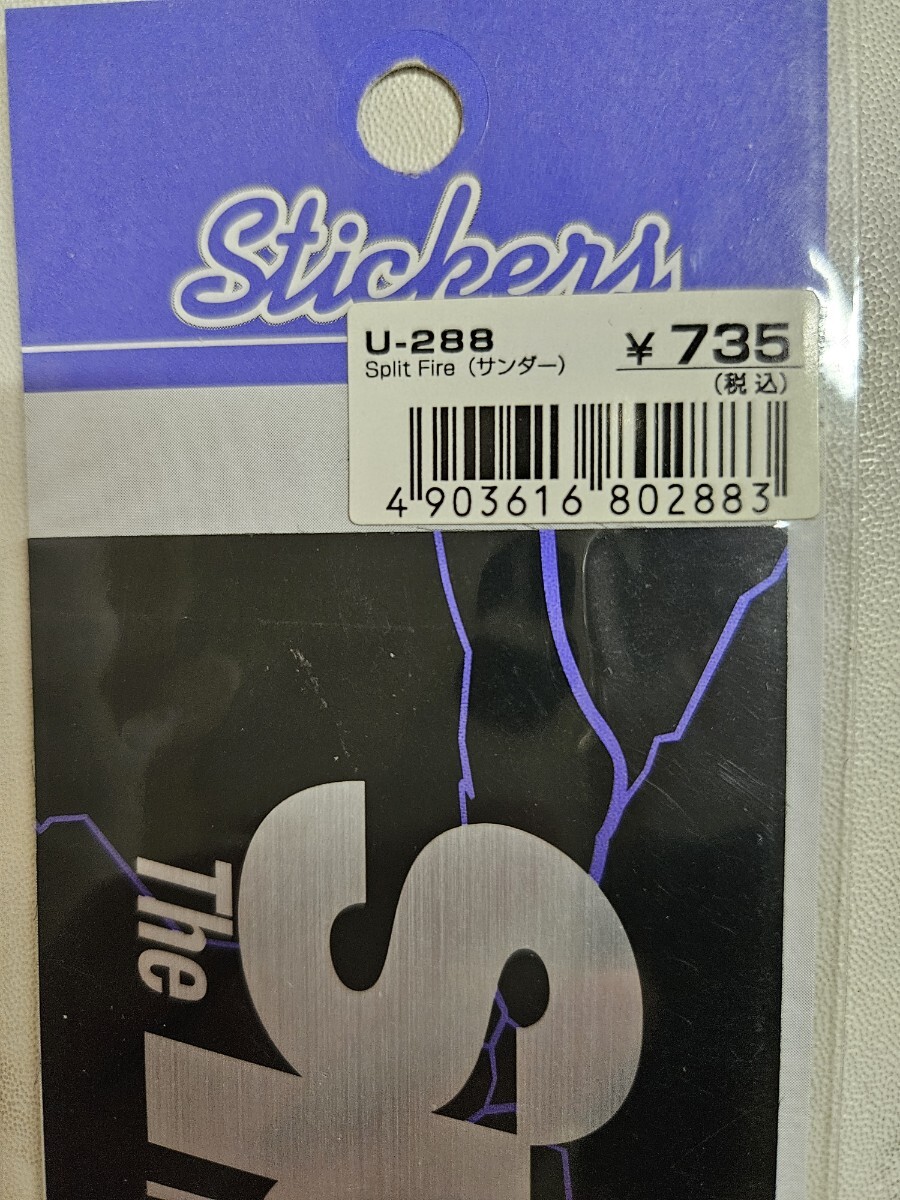 Stickers
U-288
Split Fire（サンダー）
¥ 735
（税込）
4 903616 802883
The
S